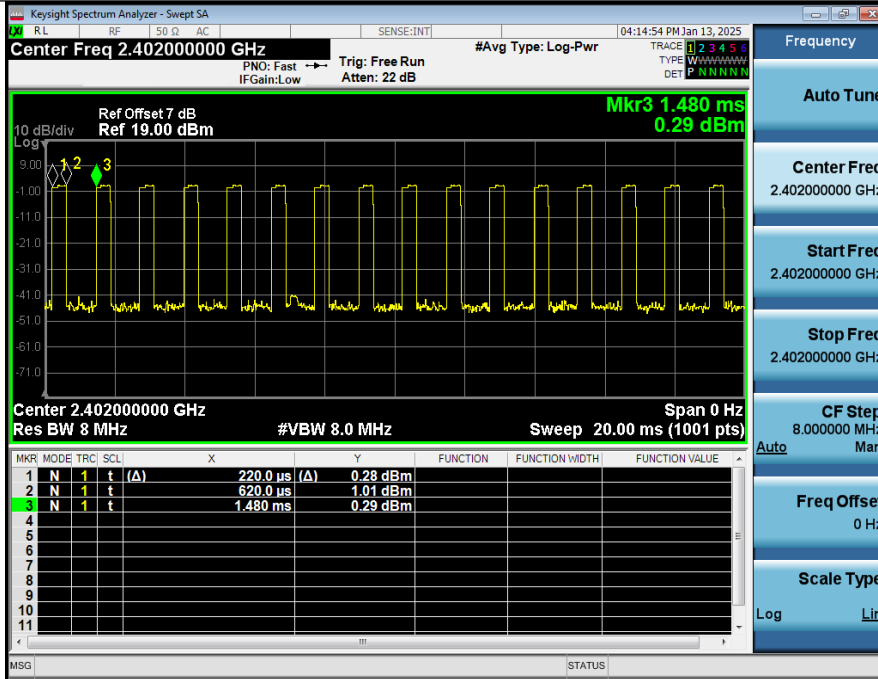 Keysight Spectrum Analyzer - Swept SA
LXI RL RF 50 Ω AC SENSE:INT 04:14:54 PM Jan 13, 2025
Center Freq 2.402000000 GHz
#Avg Type: Log-Pwr
TRACE 1 2 3 4 5 6
PNO: Fast
Trig: Free Run
TYPE WWWWWW
IFGain:Low
Atten: 22 dB
DET P N N N N N
Mkr3 1.480 ms
0.29 dBm
Ref Offset 7 dB
10 dB/div Ref 19.00 dBm
Log
1 2 3
9.00
-1.00
-11.0
-21.0
-31.0
-41.0
-51.0
-61.0
-71.0
Center 2.402000000 GHz Span 0 Hz
Res BW 8 MHz #VBW 8.0 MHz Sweep 20.00 ms (1001 pts)
MKR MODE TRC SCL X Y FUNCTION FUNCTION WIDTH FUNCTION VALUE
1 N 1 t (Δ) 220.0 µs (Δ) 0.28 dBm
2 N 1 t 620.0 µs 1.01 dBm
3 N 1 t 1.480 ms 0.29 dBm
4
5
6
7
8
9
10
11
MSG STATUS
Frequency
Auto Tune
Center Freq
2.402000000 GHz
Start Freq
2.402000000 GHz
Stop Freq
2.402000000 GHz
CF Step
8.000000 MHz
Auto Man
Freq Offset
0 Hz
Scale Type
Log Lin